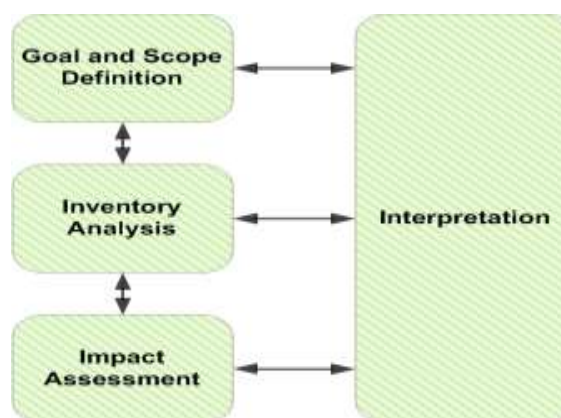 Goal and Scope
Definition
Inventory
Analysis
Interpretation
Impact
Assessment